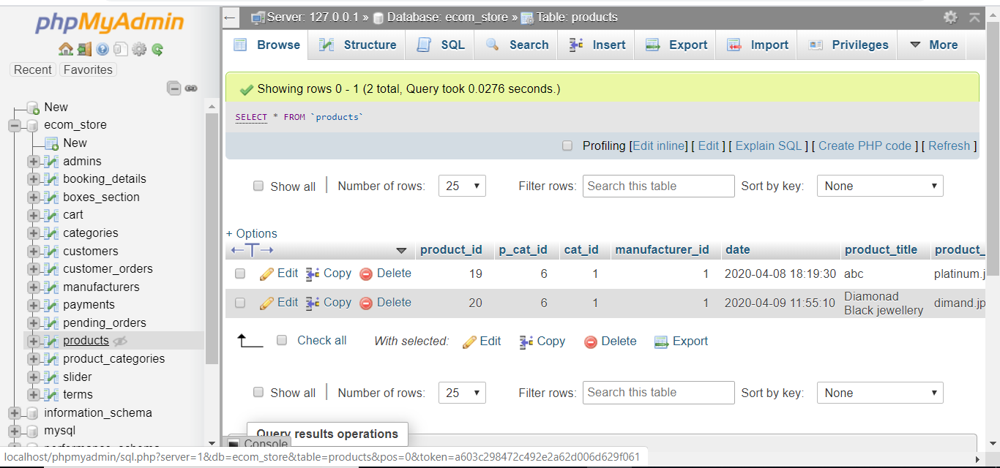 phpMyAdmin
Recent Favorites
New
ecom_store
New
admins
booking_details
boxes_section
cart
categories
customers
customer_orders
manufacturers
payments
pending_orders
products
product_categories
slider
terms
information_schema
mysql
performance_schema
Server: 127.0.0.1 » Database: ecom_store » Table: products
Browse Structure SQL Search Insert Export Import Privileges More
Showing rows 0 - 1 (2 total, Query took 0.0276 seconds.)
SELECT * FROM `products`
Profiling [Edit inline] [ Edit ] [ Explain SQL ] [ Create PHP code ] [ Refresh ]
Show all Number of rows: 25 Filter rows: Search this table Sort by key: None
+ Options
product_id p_cat_id cat_id manufacturer_id date product_title product_
Edit Copy Delete 19 6 1 1 2020-04-08 18:19:30 abc platinum.j
Edit Copy Delete 20 6 1 1 2020-04-09 11:55:10 Diamonad Black jewellery dimand.jp
Check all With selected: Edit Copy Delete Export
Show all Number of rows: 25 Filter rows: Search this table Sort by key: None
Query results operations
Console
localhost/phpmyadmin/sql.php?server=1&db=ecom_store&table=products&pos=0&token=a603c298472c492e2a62d006d629f061